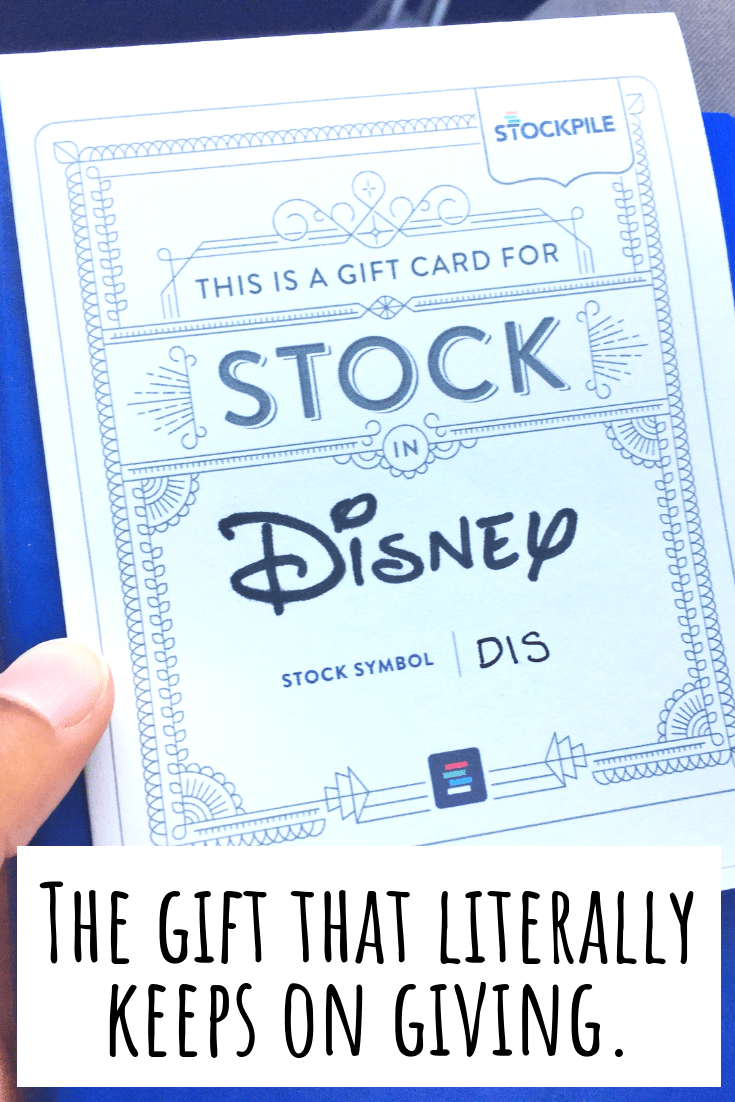 STOCKPILE
THIS IS A GIFT CARD FOR
STOCK
IN
Disney
STOCK SYMBOL | DIS
The gift that literally
keeps on giving.